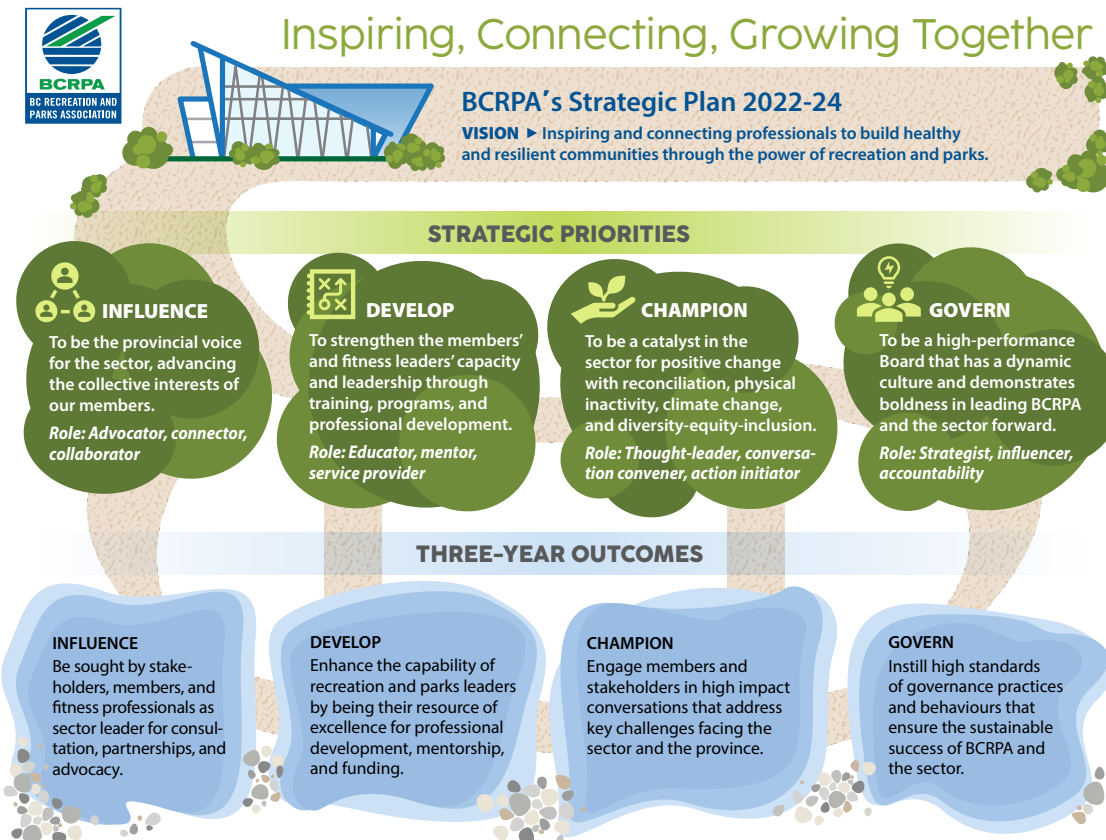 Inspiring, Connecting, Growing Together
BCRPA
BC RECREATION AND
PARKS ASSOCIATION
BCRPA's Strategic Plan 2022-24
VISION ► Inspiring and connecting professionals to build healthy
and resilient communities through the power of recreation and parks.
STRATEGIC PRIORITIES
INFLUENCE
To be the provincial voice
for the sector, advancing
the collective interests of
our members.
Role: Advocator, connector,
collaborator
DEVELOP
To strengthen the members'
and fitness leaders' capacity
and leadership through
training, programs, and
professional development.
Role: Educator, mentor,
service provider
CHAMPION
To be a catalyst in the
sector for positive change
with reconciliation, physical
inactivity, climate change,
and diversity-equity-inclusion.
Role: Thought-leader, conversa-
tion convener, action initiator
GOVERN
To be a high-performance
Board that has a dynamic
culture and demonstrates
boldness in leading BCRPA
and the sector forward.
Role: Strategist, influencer,
accountability
THREE-YEAR OUTCOMES
INFLUENCE
Be sought by stake-
holders, members, and
fitness professionals as
sector leader for consul-
tation, partnerships, and
advocacy.
DEVELOP
Enhance the capability of
recreation and parks leaders
by being their resource of
excellence for professional
development, mentorship,
and funding.
CHAMPION
Engage members and
stakeholders in high impact
conversations that address
key challenges facing the
sector and the province.
GOVERN
Instill high standards
of governance practices
and behaviours that
ensure the sustainable
success of BCRPA and
the sector.